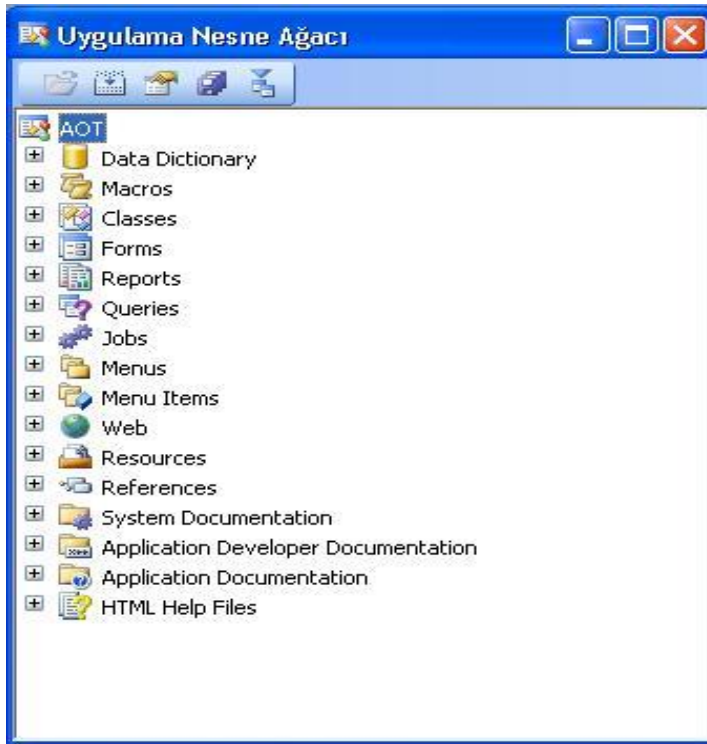 Uygulama Nesne Ağacı
AOT
Data Dictionary
Macros
Classes
Forms
Reports
Queries
Jobs
Menus
Menu Items
Web
Resources
References
System Documentation
Application Developer Documentation
Application Documentation
HTML Help Files